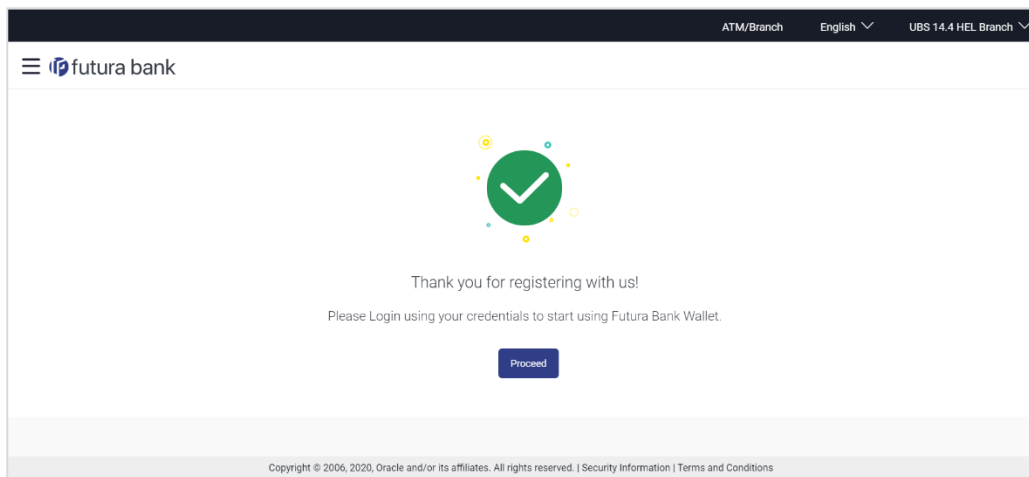 ATM/Branch English UBS 14.4 HEL Branch
futura bank
Thank you for registering with us!
Please Login using your credentials to start using Futura Bank Wallet.
Proceed
Copyright © 2006, 2020, Oracle and/or its affiliates. All rights reserved. | Security Information | Terms and Conditions